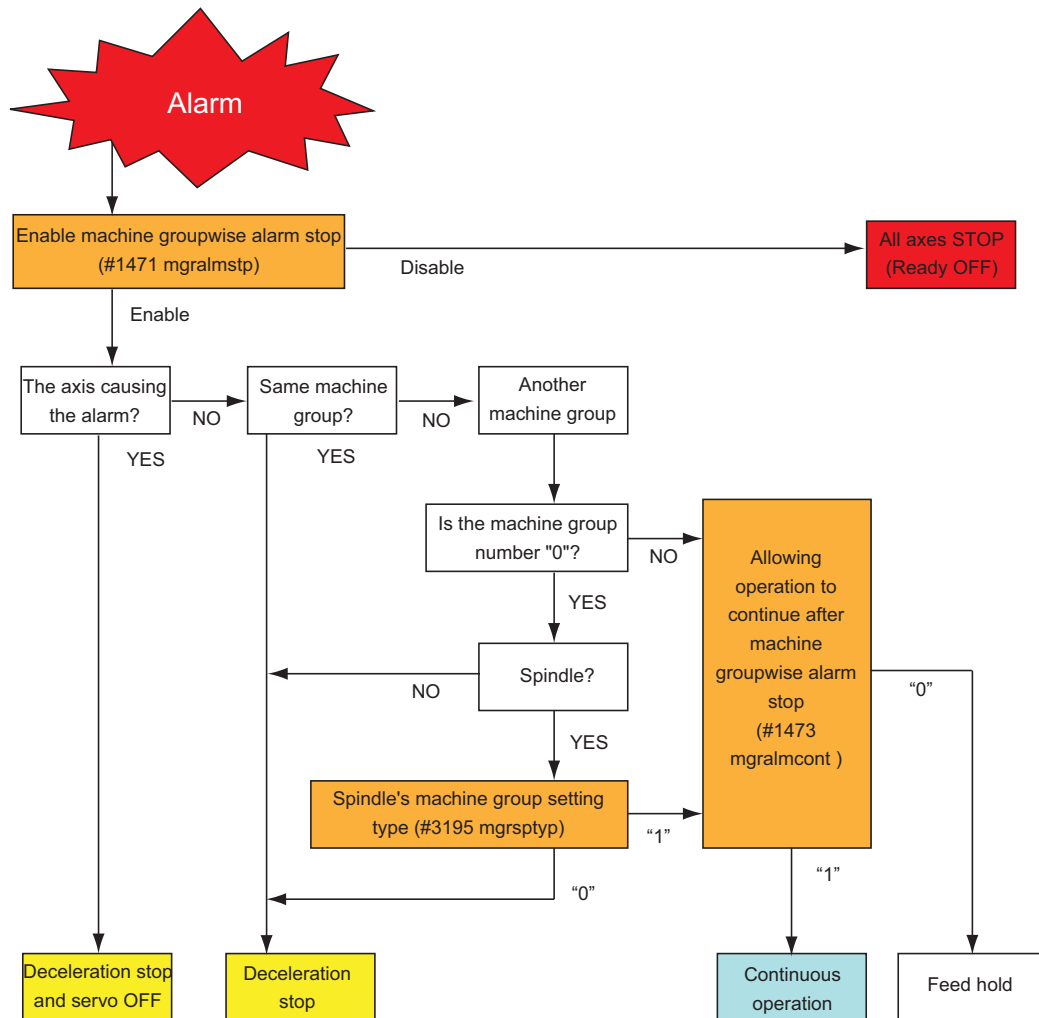 Alarm
Enable machine groupwise alarm stop
(#1471 mgralmstp)
Disable
All axes STOP
(Ready OFF)
Enable
The axis causing
the alarm?
NO
YES
Same machine
group?
NO
YES
Another
machine group
Is the machine group
number "0"?
NO
YES
Spindle?
NO
YES
Spindle's machine group setting
type (#3195 mgrsptyp)
“1”
“0”
Allowing
operation to
continue after
machine
groupwise alarm
stop
(#1473
mgralmcont )
“0”
“1”
Deceleration stop
and servo OFF
Deceleration
stop
Continuous
operation
Feed hold